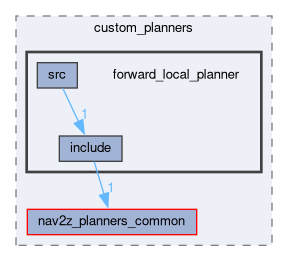 custom_planners
src
forward_local_planner
1
include
1
nav2z_planners_common